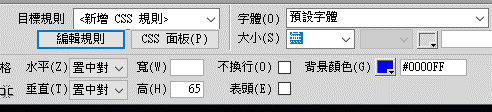 目標規則 <新增 CSS 規則> 字體(O) 預設字體
編輯規則 CSS 面板(P) 大小(S) 無
格 水平(Z) 置中對 寬(W) 不換行(O) 背景顏色(G) #0000FF
垂直(T) 置中對 高(H) 65 表頭(E)